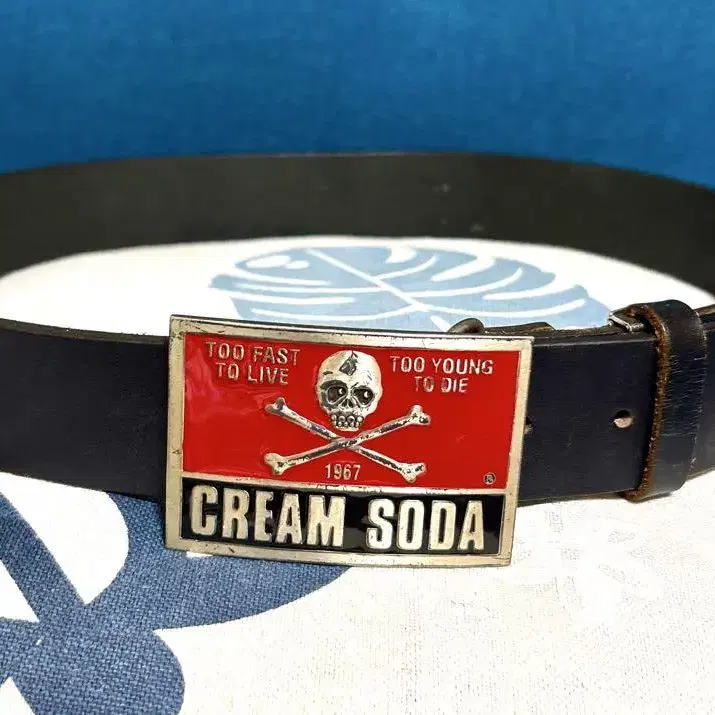 TOO FAST
TO LIVE
TOO YOUNG
TO DIE
1967
®
CREAM SODA